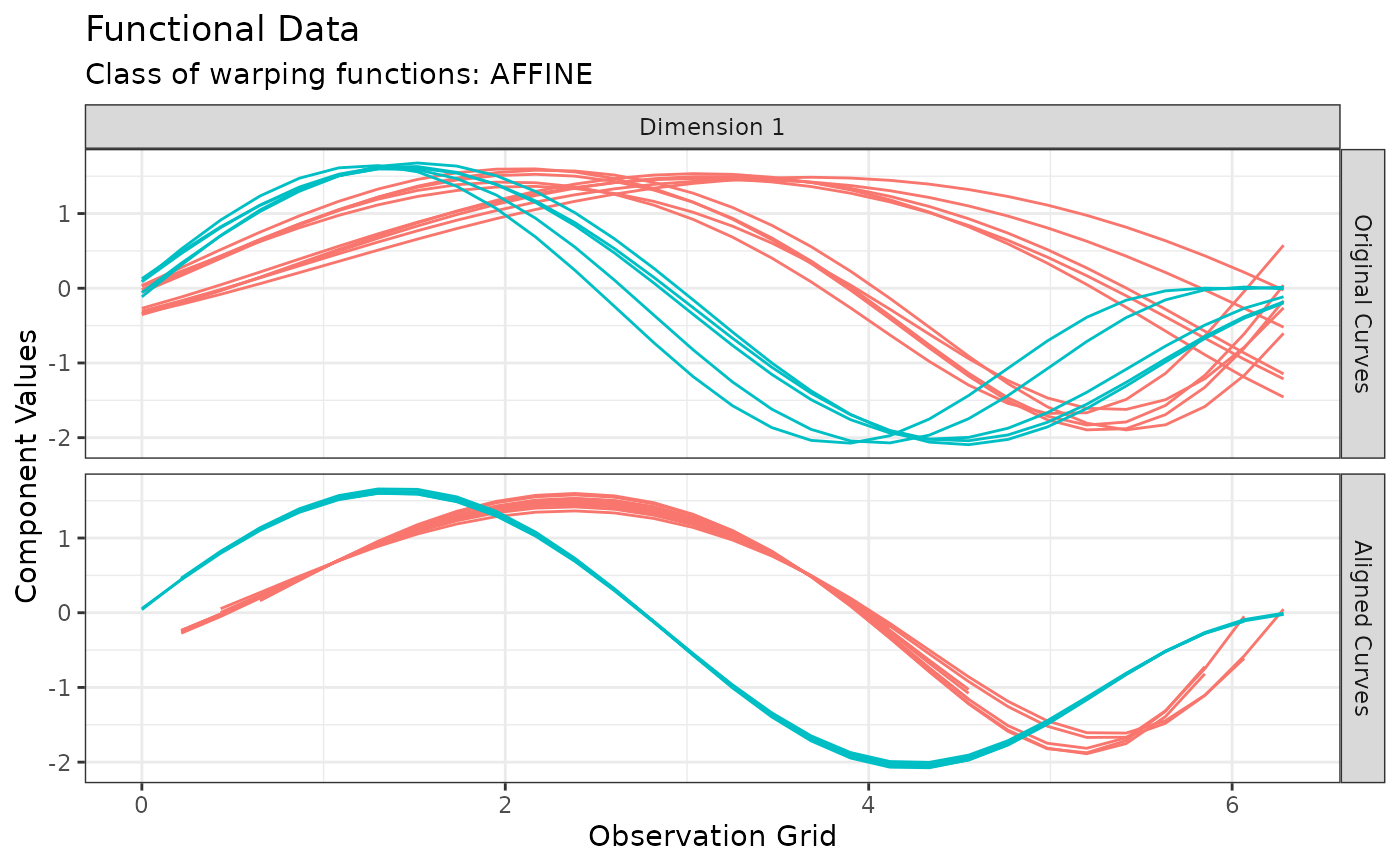 Functional Data
Class of warping functions: AFFINE
Dimension 1
Component Values
1
0
-1
-2
Original Curves
1
0
-1
-2
Aligned Curves
0
2
4
6
Observation Grid